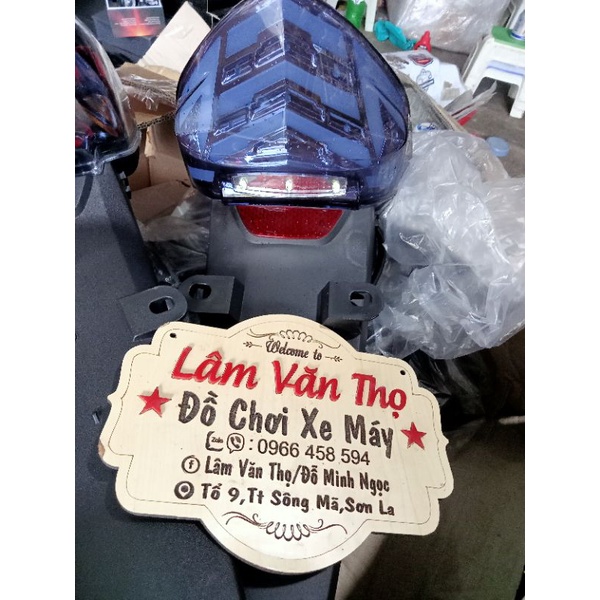 Welcome to
Lâm Văn Thọ
Đồ Chơi Xe Máy
Zalo : 0966 458 594
Lâm Văn Thọ/Đỗ Minh Ngọc
Tổ 9,Tt Sông Mã,Sơn La